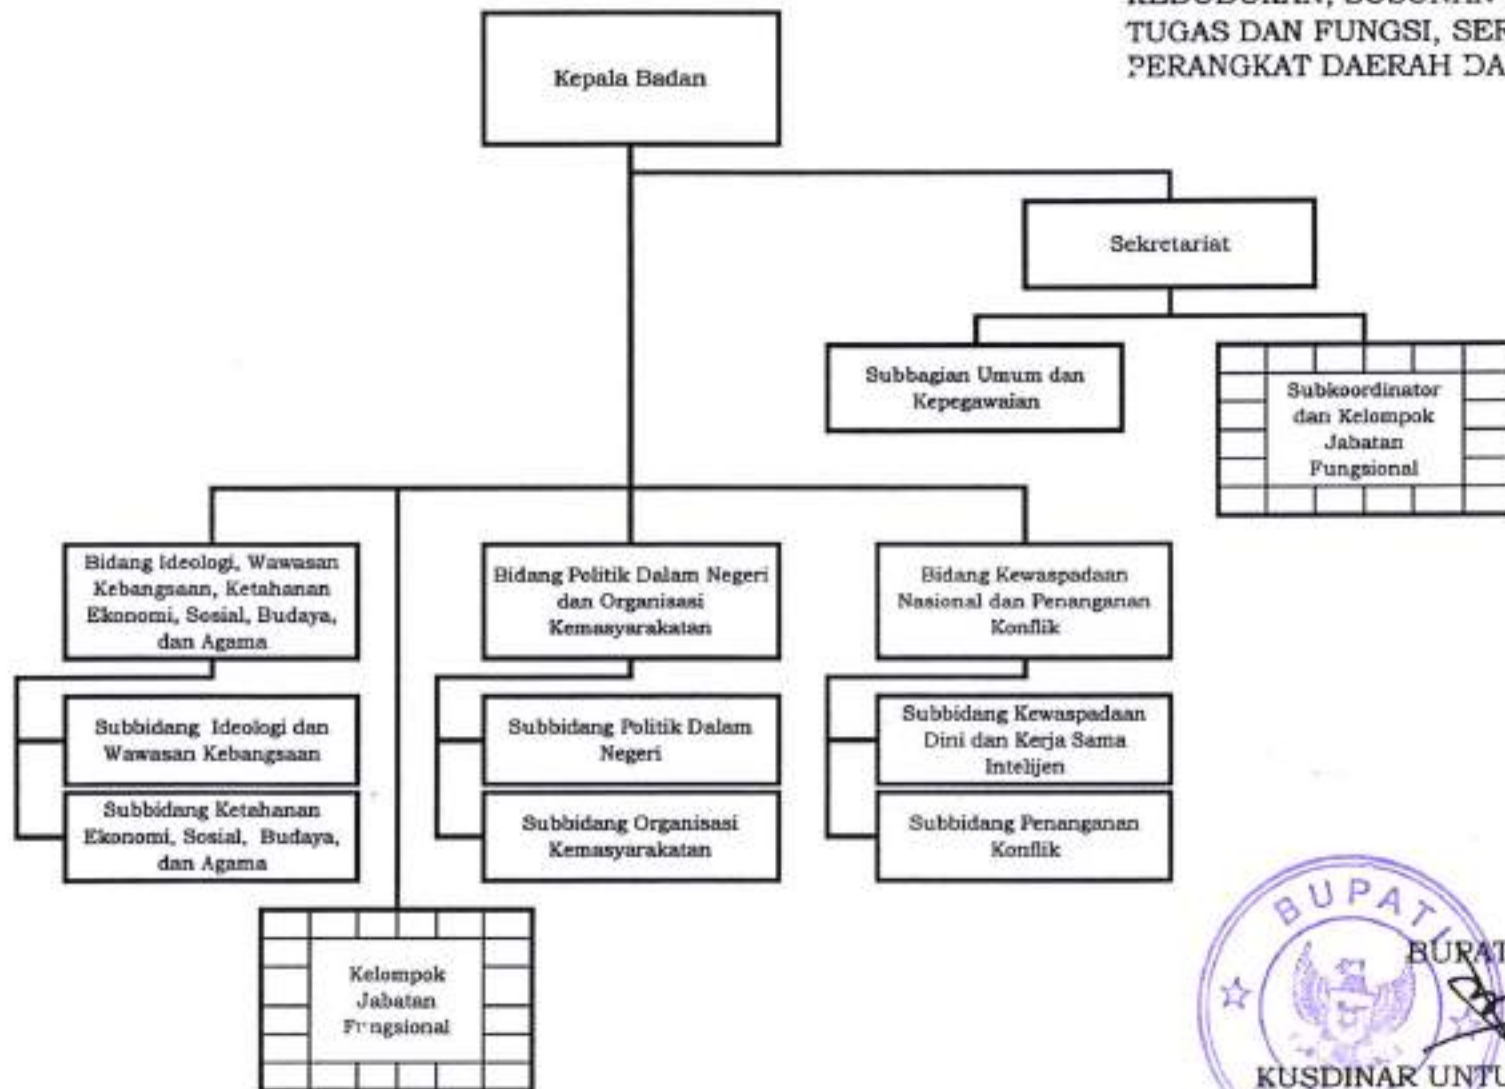 TUGAS DAN FUNGSI, SER
PERANGKAT DAERAH DA
Kepala Badan
Sekretariat
Subbagian Umum dan
Kepegawaian
Subkoordinator
dan Kelompok
Jabatan
Fungsional
Bidang Ideologi, Wawasan
Kebangsaan, Ketahanan
Ekonomi, Sosial, Budaya,
dan Agama
Bidang Politik Dalam Negeri
dan Organisasi
Kemasyarakatan
Bidang Kewaspadaan
Nasional dan Penanganan
Konflik
Subbidang Ideologi dan
Wawasan Kebangsaan
Subbidang Politik Dalam
Negeri
Subbidang Kewaspadaan
Dini dan Kerja Sama
Intelijen
Subbidang Ketahanan
Ekonomi, Sosial, Budaya,
dan Agama
Subbidang Organisasi
Kemasyarakatan
Subbidang Penanganan
Konflik
Kelompok
Jabatan
Fungsional
BUPATI
BUPAT
KUSDINAR UNTU